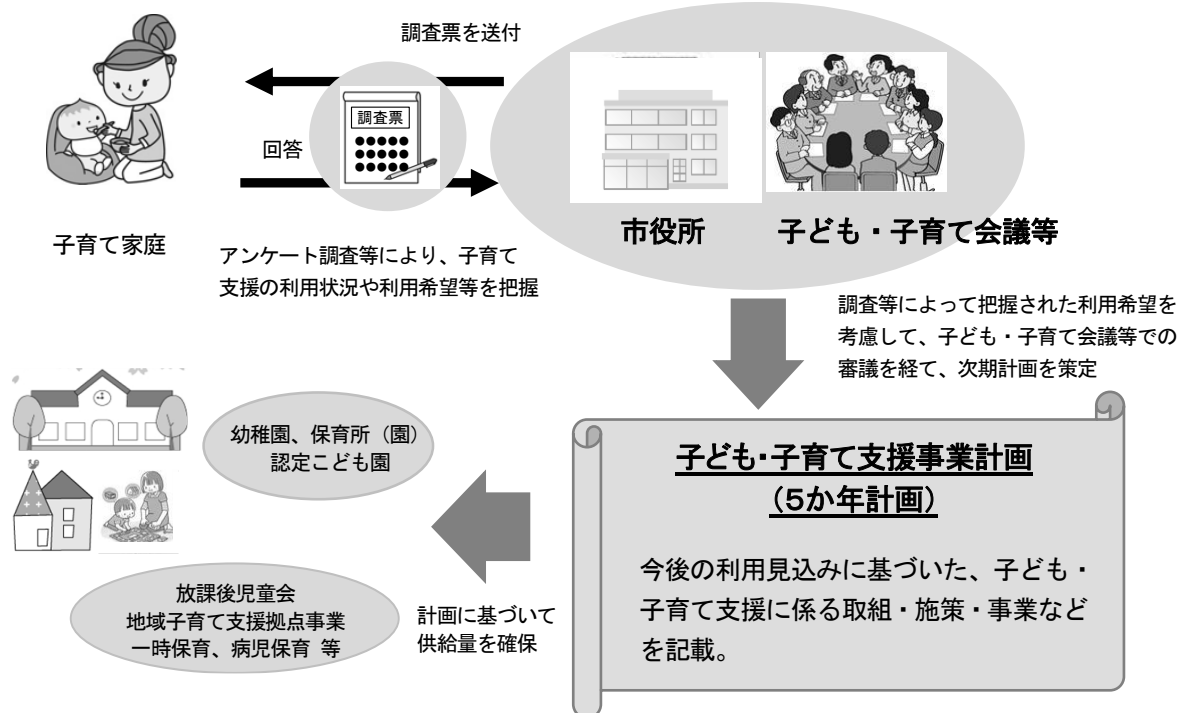 調査票を送付
調査票
回答
子育て家庭
市役所
子ども・子育て会議等
アンケート調査等により、子育て
支援の利用状況や利用希望等を把握
調査等によって把握された利用希望を
考慮して、子ども・子育て会議等での
審議を経て、次期計画を策定
子ども・子育て支援事業計画
（5か年計画）
今後の利用見込みに基づいた、子ども・
子育て支援に係る取組・施策・事業など
を記載。
計画に基づいて
供給量を確保
幼稚園、保育所（園）
認定こども園
放課後児童会
地域子育て支援拠点事業
一時保育、病児保育 等